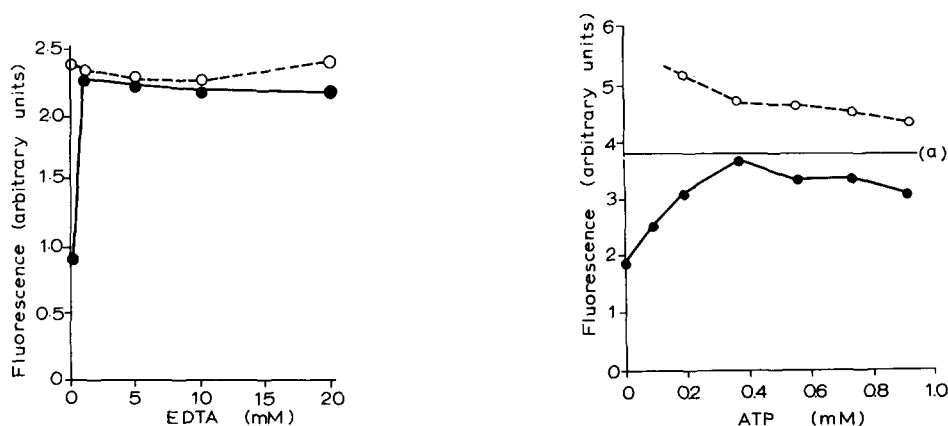 Fluorescence (arbitrary units)
2.5
2.0
1.5
1.0
0.5
0
0 5 10 15 20
EDTA (mM)
Fluorescence (arbitrary units)
6
5
4
3
2
1
0
(a)
0 0.2 0.4 0.6 0.8 1.0
ATP (mM)